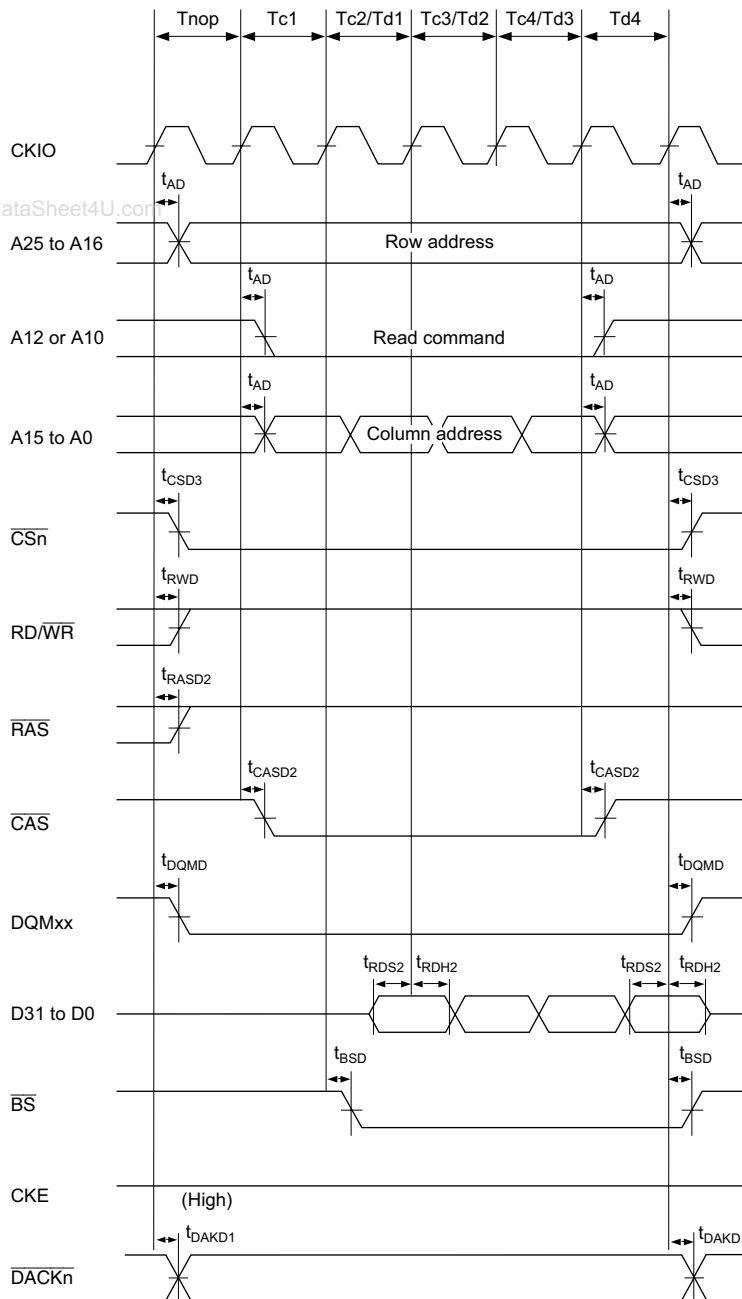 Tnop Tc1 Tc2/Td1 Tc3/Td2 Tc4/Td3 Td4
CKIO
tAD tAD
ataSheet4U.com
A25 to A16 Row address
tAD tAD
A12 or A10 Read command
tAD tAD
A15 to A0 Column address
tCSD3 tCSD3
CSn
tRWD tRWD
RD/WR
tRASD2
RAS
tCASD2 tCASD2
CAS
tDQMD tDQMD
DQMxx
tRDS2 tRDH2 tRDS2 tRDH2
D31 to D0
tBSD tBSD
BS
CKE (High)
tDAKD1 tDAKD
DACKn